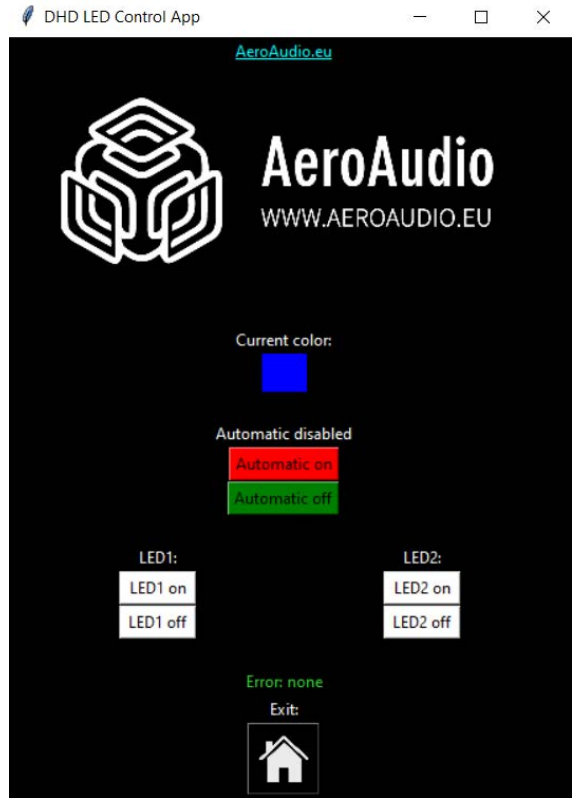 DHD LED Control App
AeroAudio.eu
AeroAudio
WWW.AEROAUDIO.EU
Current color:
Automatic disabled
Automatic on
Automatic off
LED1: LED2:
LED1 on LED2 on
LED1 off LED2 off
Error: none
Exit: